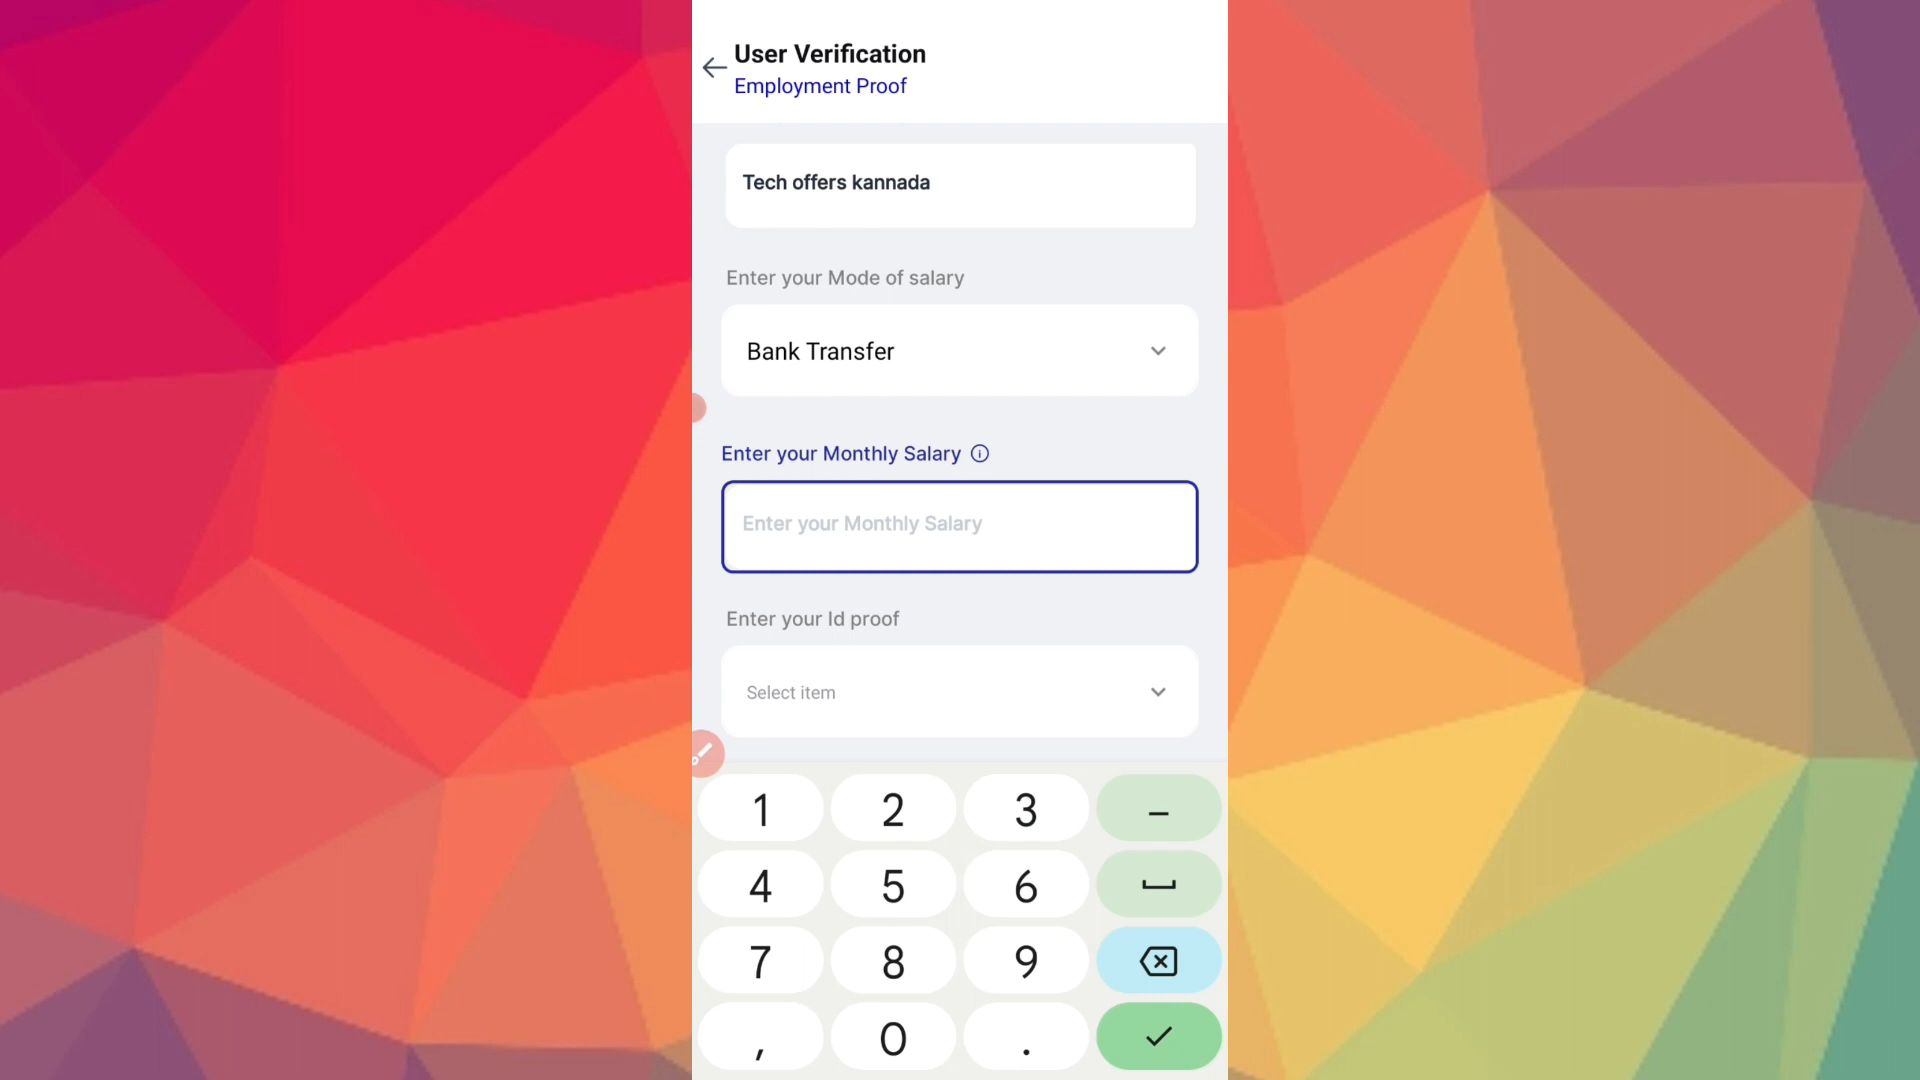 User Verification
Employment Proof
Tech offers kannada
Enter your Mode of salary
Bank Transfer
Enter your Monthly Salary
Enter your Monthly Salary
Enter your Id proof
Select item
1 2 3 –
4 5 6
7 8 9
, 0 .